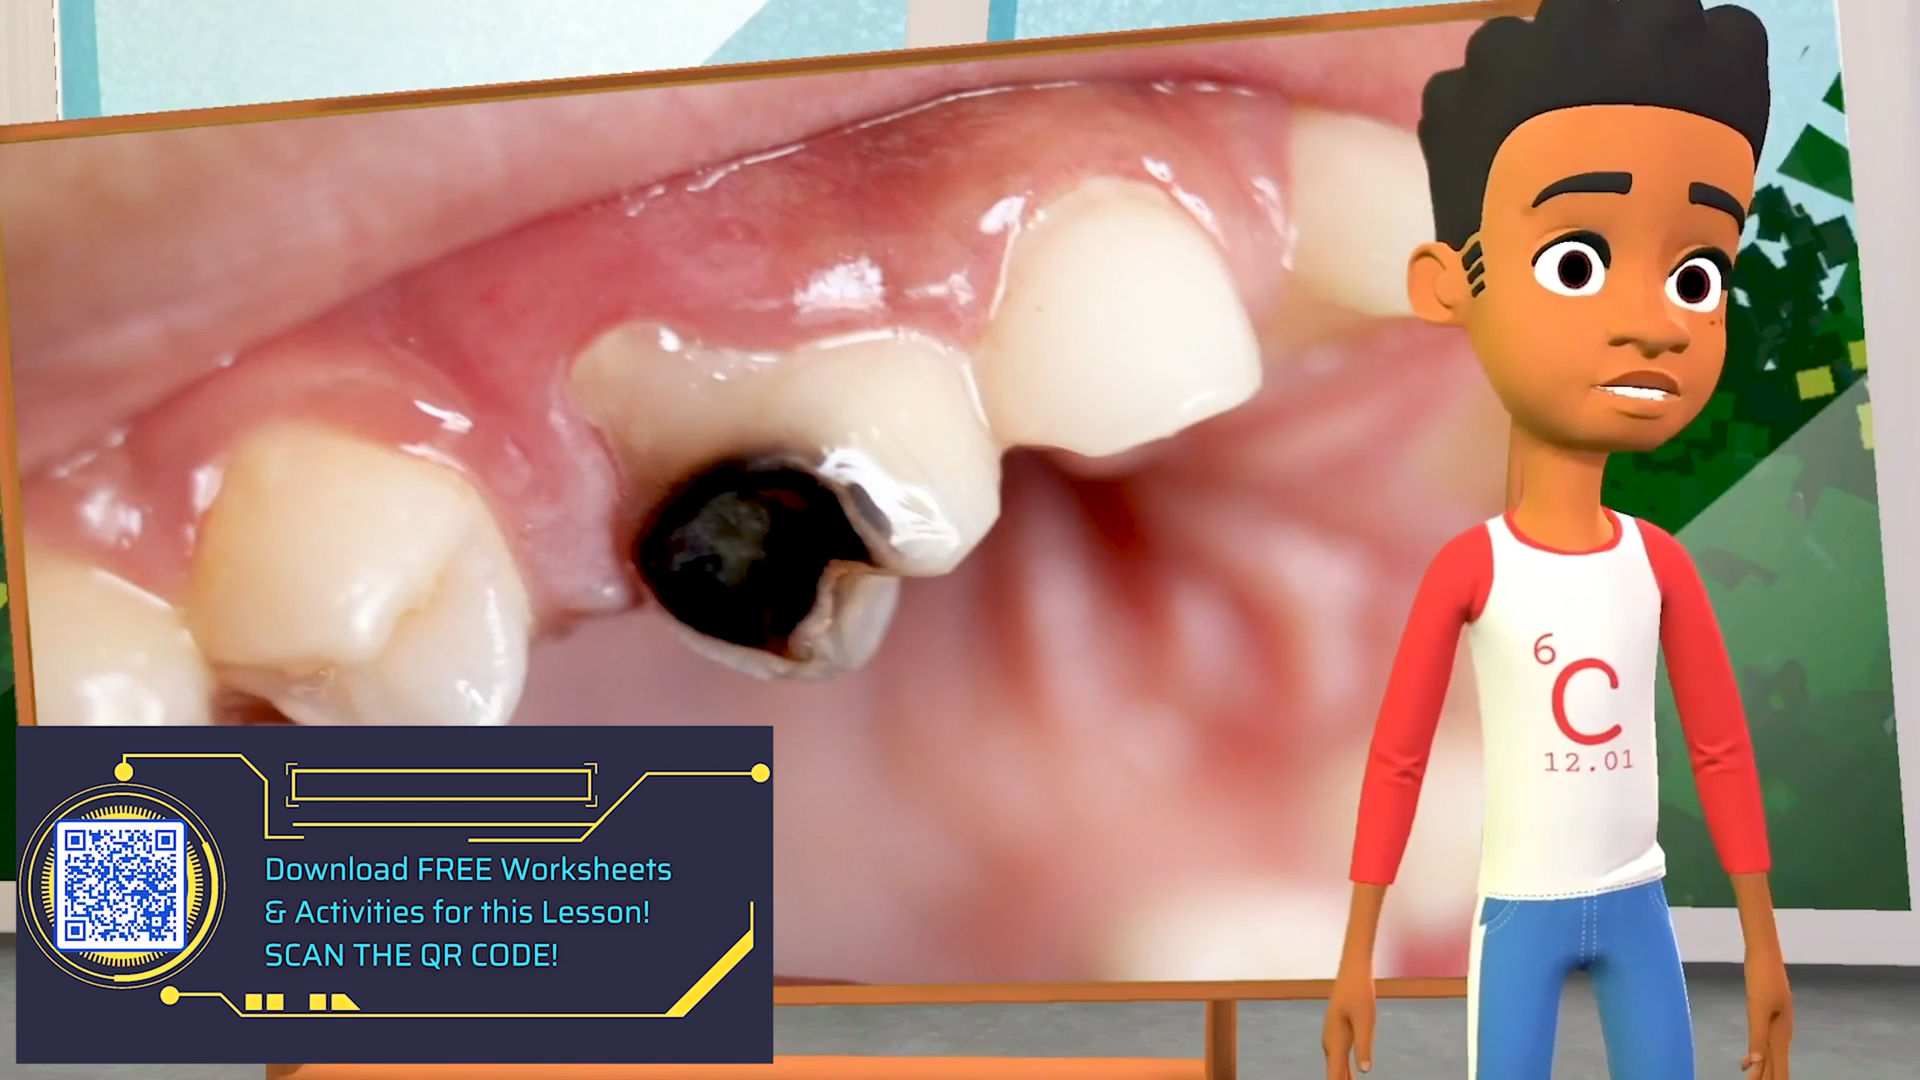 6
C
12.01
Download FREE Worksheets
& Activities for this Lesson!
SCAN THE QR CODE!